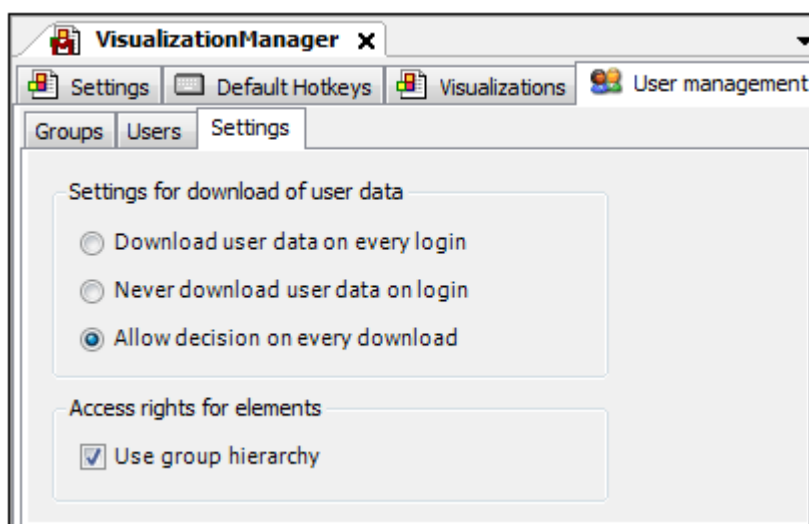 VisualizationManager
Settings Default Hotkeys Visualizations User management
Groups Users Settings
Settings for download of user data
Download user data on every login
Never download user data on login
Allow decision on every download
Access rights for elements
Use group hierarchy